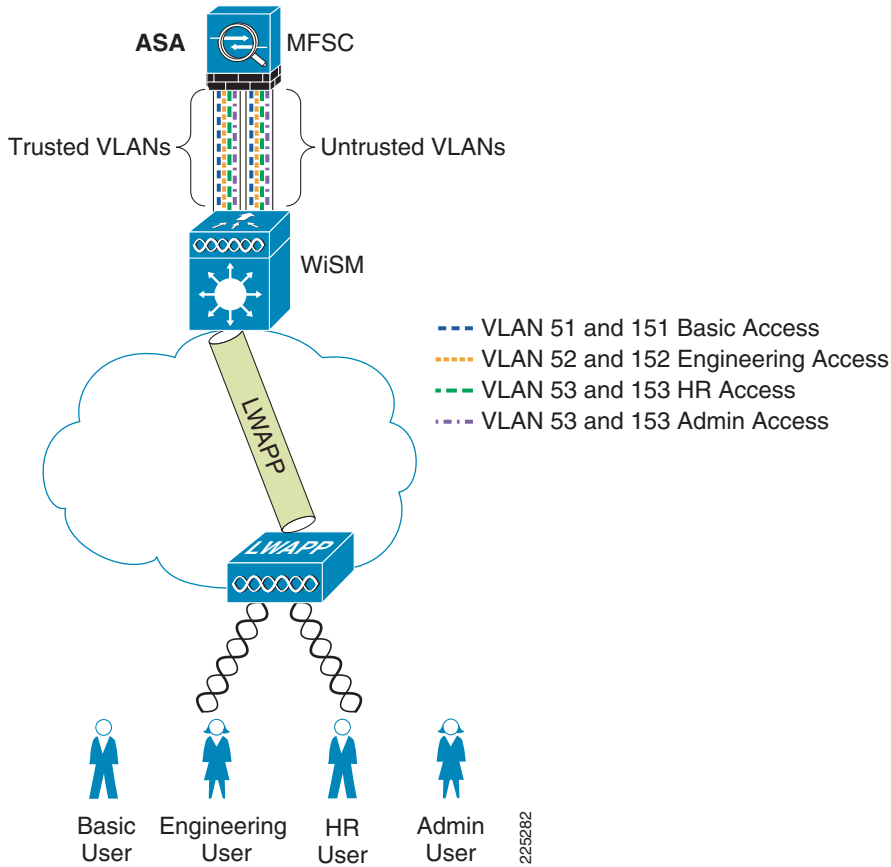 ASA
MFSC
Trusted VLANs
Untrusted VLANs
WiSM
VLAN 51 and 151 Basic Access
VLAN 52 and 152 Engineering Access
VLAN 53 and 153 HR Access
VLAN 53 and 153 Admin Access
LWAPP
LWAPP
Basic
User
Engineering
User
HR
User
Admin
User
225282